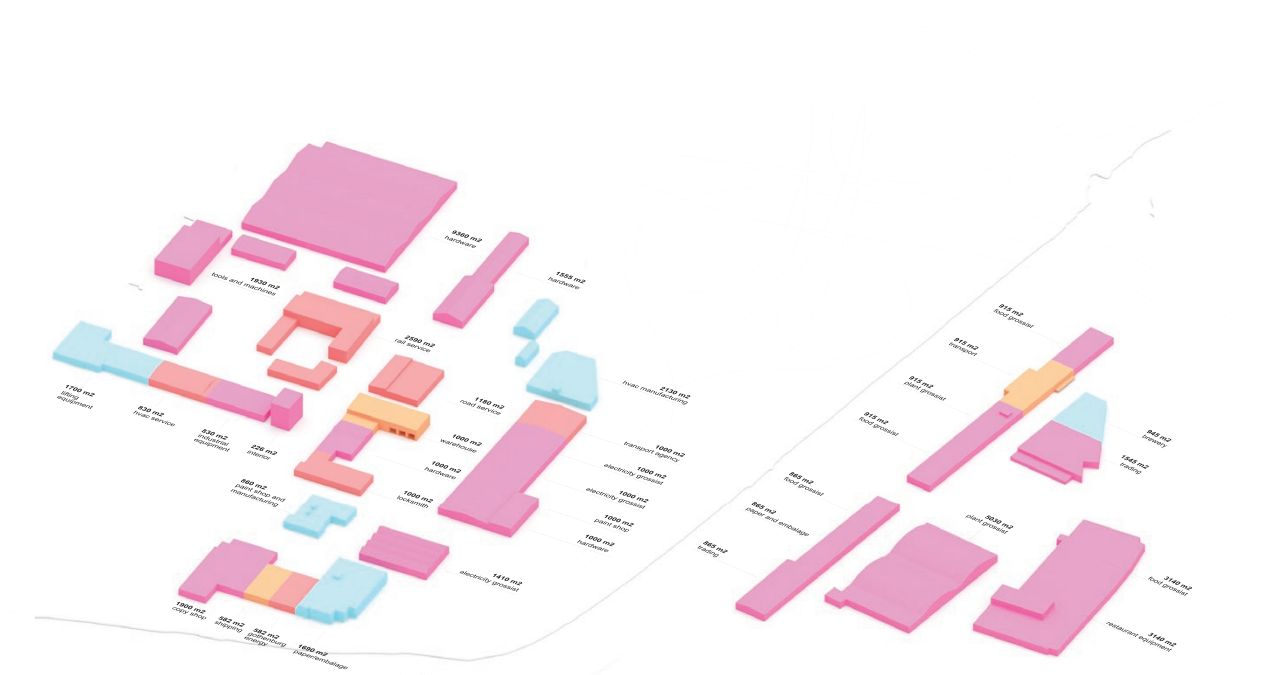 9360 m2
hardware
1555 m2
hardware
1930 m2
tools and machines
2590 m2
rail service
2130 m2
hvac manufacturing
1700 m2
lifting
equipment
830 m2
hvac service
830 m2
industrial
equipment
226 m2
interior
1180 m2
road service
1000 m2
warehouse
1000 m2
hardware
1000 m2
locksmith
1000 m2
transport agency
1000 m2
electricity grossist
1000 m2
electricity grossist
1000 m2
paint shop
1000 m2
hardware
860 m2
paint shop and
manufacturing
1410 m2
electricity grossist
1900 m2
copy shop
582 m2
shipping
582 m2
gothenburg
energy
1690 m2
paper/embalage
915 m2
food grossist
915 m2
transport
915 m2
plant grossist
915 m2
food grossist
945 m2
brewery
1545 m2
trading
865 m2
food grossist
865 m2
paper and embalage
865 m2
trading
5030 m2
plant grossist
3140 m2
food grossist
3140 m2
restaurant equipment